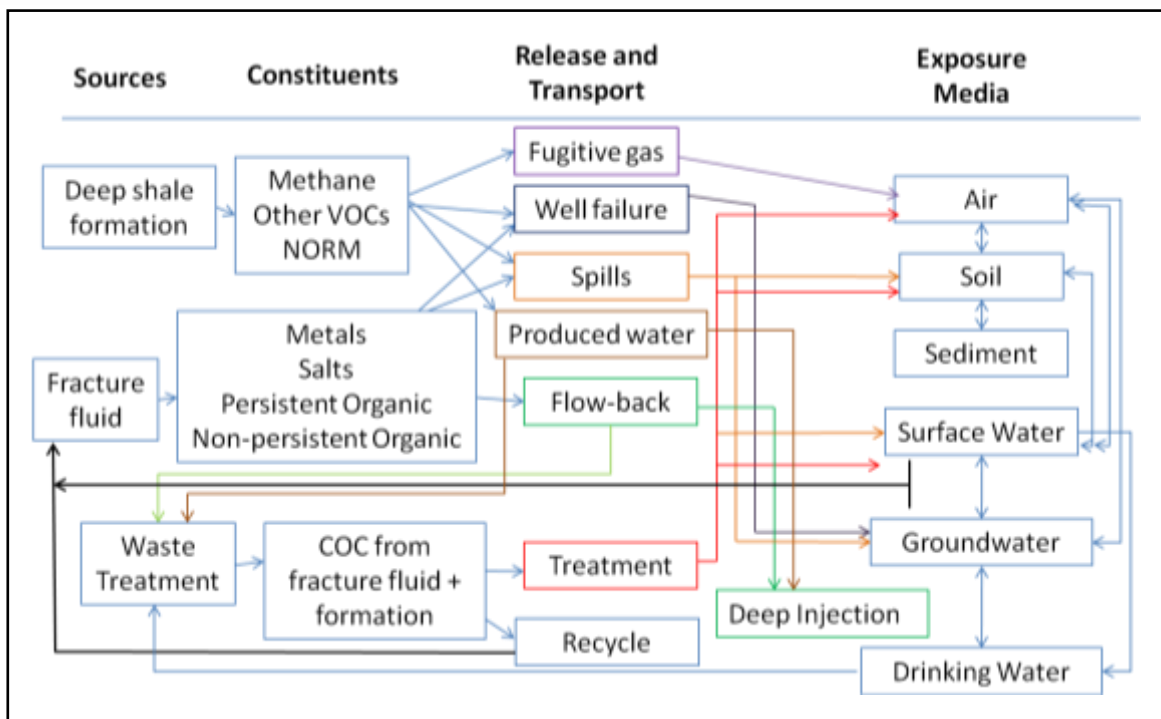 Sources
Constituents
Release and
Transport
Exposure
Media
Deep shale
formation
Methane
Other VOCs
NORM
Fugitive gas
Well failure
Spills
Produced water
Air
Soil
Sediment
Fracture
fluid
Metals
Salts
Persistent Organic
Non-persistent Organic
Flow-back
Surface Water
Waste
Treatment
COC from
fracture fluid +
formation
Treatment
Recycle
Groundwater
Deep Injection
Drinking Water